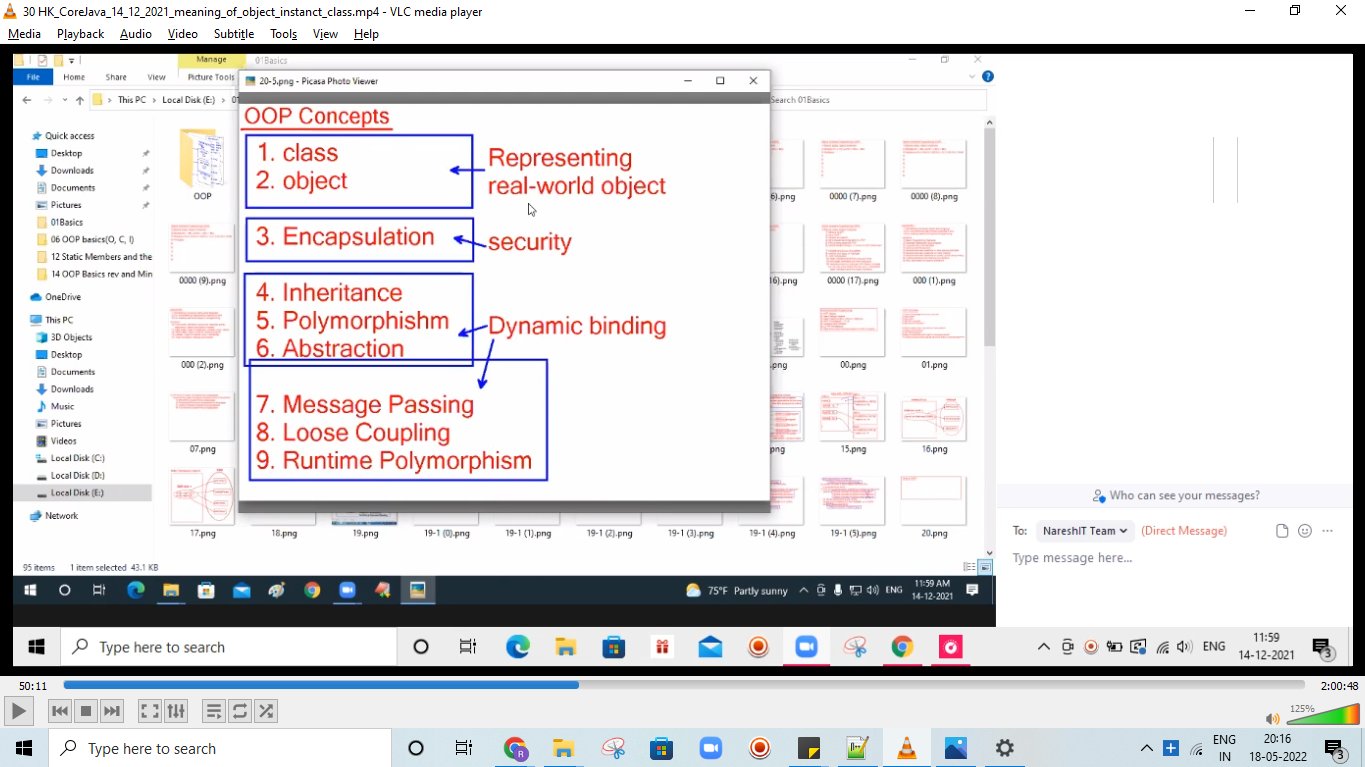 30 HK_CoreJava_14_12_2021_meaning_of_object_instanct_class.mp4 - VLC media player
Media Playback Audio Video Subtitle Tools View Help
Manage 01Basics
File Home Share View Picture Tools
This PC Local Disk (E:) 01
Search 01Basics
20-5.png - Picasa Photo Viewer
OOP Concepts
1. class
2. object
Representing
real-world object
3. Encapsulation
security
4. Inheritance
5. Polymorphishm
6. Abstraction
Dynamic binding
7. Message Passing
8. Loose Coupling
9. Runtime Polymorphism
Quick access
Desktop
Downloads
Documents
Pictures
01Basics
06 OOP basics(O, C, I)
12 Static Members and the
14 OOP Basics rev and Min
OneDrive
This PC
3D Objects
Desktop
Documents
Downloads
Music
Pictures
Videos
Local Disk (C:)
Local Disk (D:)
Local Disk (E:)
Network
OOP
6).png 0000 (7).png 0000 (8).png
0000 (9).png 16).png 0000 (17).png 000 (1).png
000 (2).png .png 00.png 01.png
07.png png 15.png 16.png
17.png 18.png 19.png 19-1 (0).png 19-1 (1).png 19-1 (2).png 19-1 (3).png 19-1 (4).png 19-1 (5).png 20.png
95 items 1 item selected 43.1 KB
75°F Partly sunny ENG 11:59 AM
14-12-2021
Who can see your messages?
To: NareshIT Team (Direct Message)
Type message here...
Type here to search
ENG 11:59
14-12-2021
3
50:11 2:00:48
125%
Type here to search
R
ENG 20:16
IN 18-05-2022
3